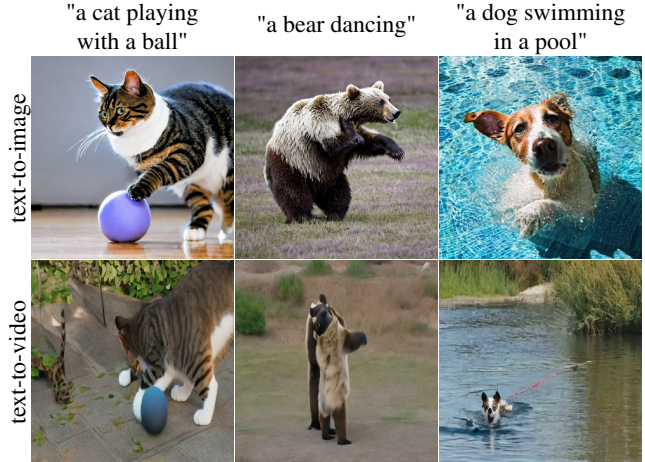 "a cat playing
with a ball"
"a bear dancing"
"a dog swimming
in a pool"
text-to-image
text-to-video